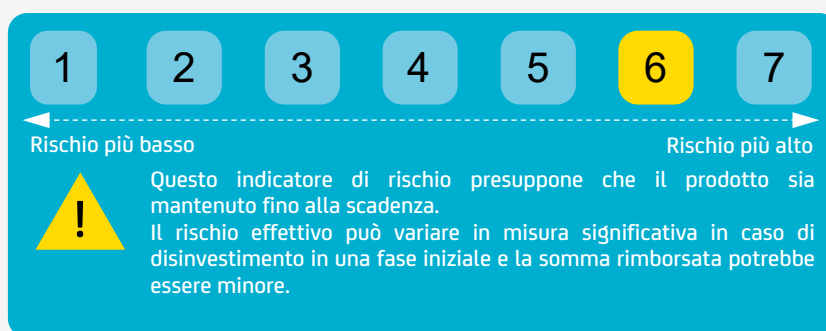 1 2 3 4 5 6 7
Rischio più basso Rischio più alto
! Questo indicatore di rischio presuppone che il prodotto sia
mantenuto fino alla scadenza.
Il rischio effettivo può variare in misura significativa in caso di
disinvestimento in una fase iniziale e la somma rimborsata potrebbe
essere minore.